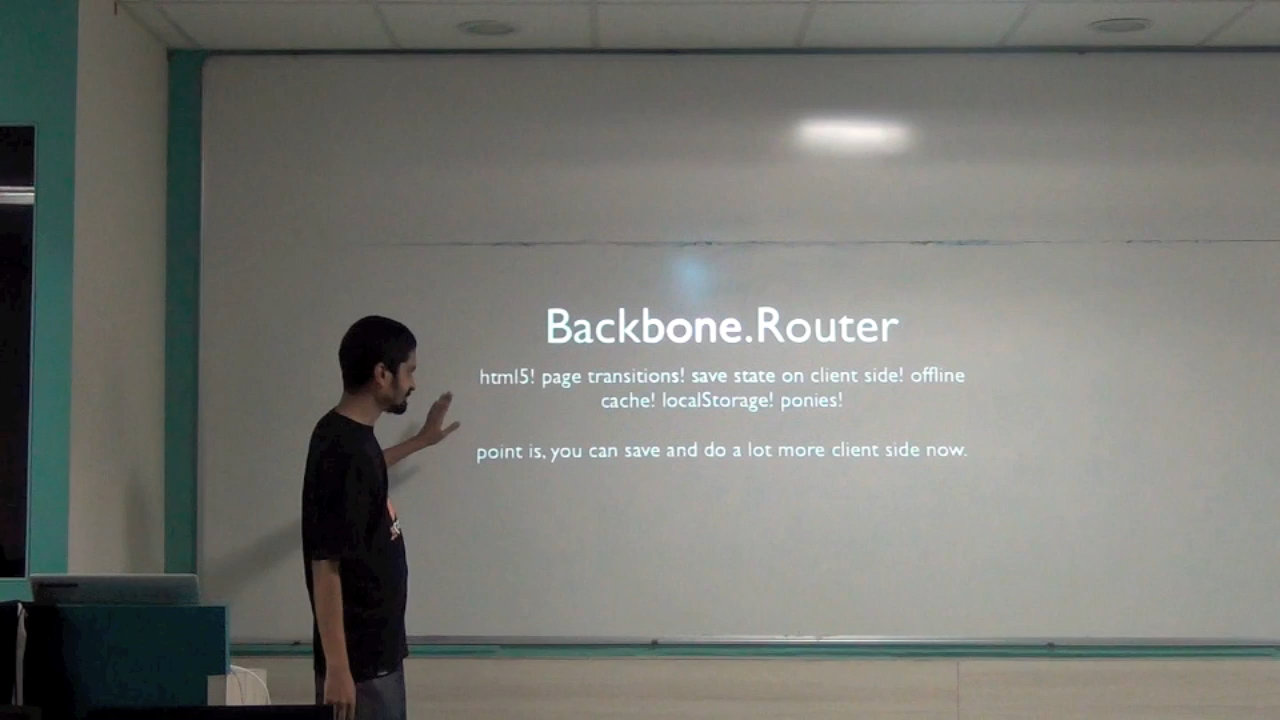 Backbone.Router
html5! page transitions! save state on client side! offline
cache! localStorage! ponies!
point is, you can save and do a lot more client side now.